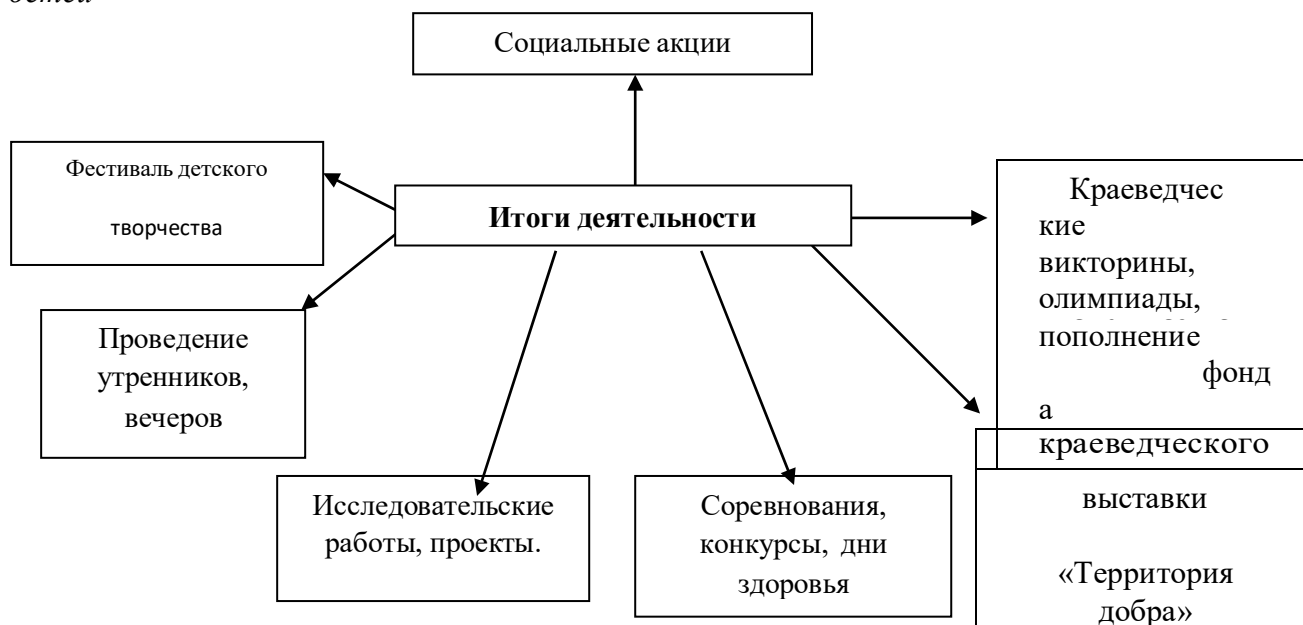 Социальные акции
Фестиваль детского
творчества
Итоги деятельности
Краеведчес
кие
викторины,
олимпиады,
пополнение
фонд
а
краеведческого
Проведение
утренников,
вечеров
Исследовательские
работы, проекты.
Соревнования,
конкурсы, дни
здоровья
выставки
«Территория
добра»